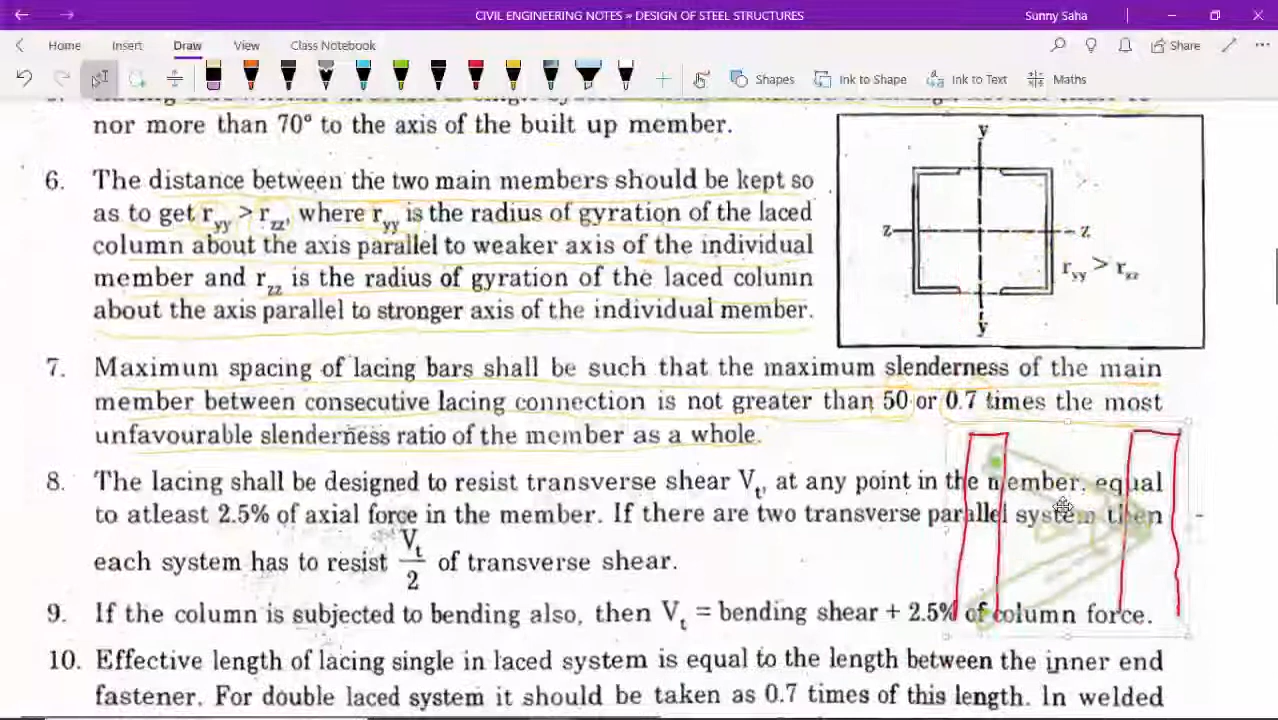 CIVIL ENGINEERING NOTES » DESIGN OF STEEL STRUCTURES
Sunny Saha
Home Insert Draw View Class Notebook Share
Shapes Ink to Shape Ink to Text Maths
nor more than 70° to the axis of the built up member.
6. The distance between the two main members should be kept so
as to get r_yy > r_zz, where r_yy is the radius of gyration of the laced
column about the axis parallel to weaker axis of the individual
member and r_zz is the radius of gyration of the laced column
about the axis parallel to stronger axis of the individual member.
y
z z
r_yy > r_zz
y
7. Maximum spacing of lacing bars shall be such that the maximum slenderness of the main
member between consecutive lacing connection is not greater than 50 or 0.7 times the most
unfavourable slenderness ratio of the member as a whole.
8. The lacing shall be designed to resist transverse shear V_t, at any point in the member, equal
to atleast 2.5% of axial force in the member. If there are two transverse parallel system then
each system has to resist V_t/2 of transverse shear.
9. If the column is subjected to bending also, then V_t = bending shear + 2.5% of column force.
10. Effective length of lacing single in laced system is equal to the length between the inner end
fastener. For double laced system it should be taken as 0.7 times of this length. In welded